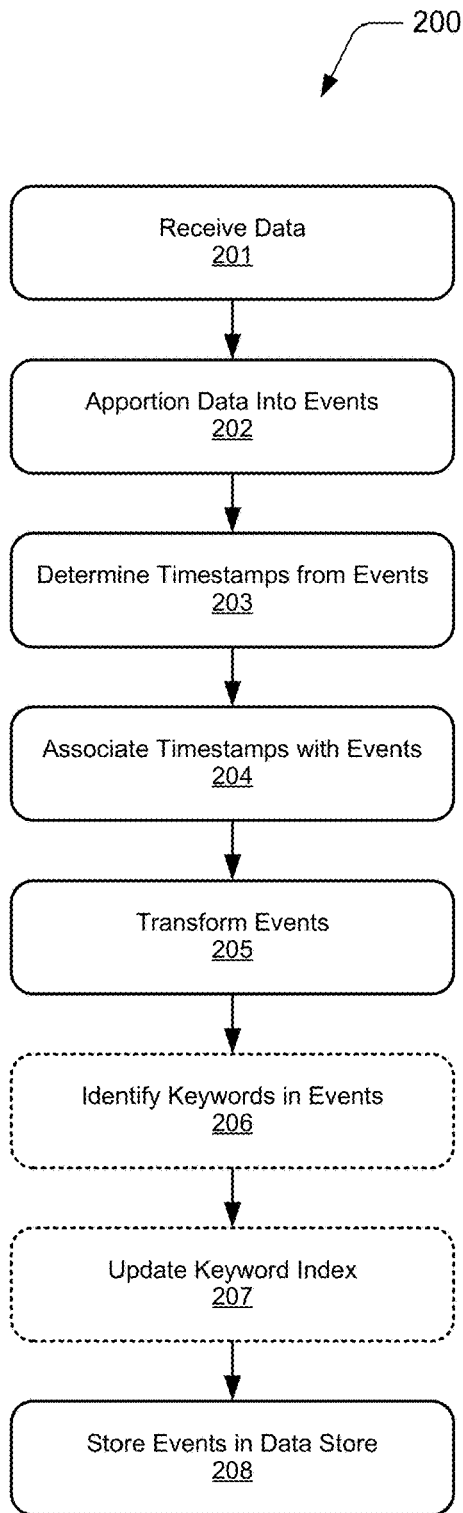 200
Receive Data
201
Apportion Data Into Events
202
Determine Timestamps from Events
203
Associate Timestamps with Events
204
Transform Events
205
Identify Keywords in Events
206
Update Keyword Index
207
Store Events in Data Store
208